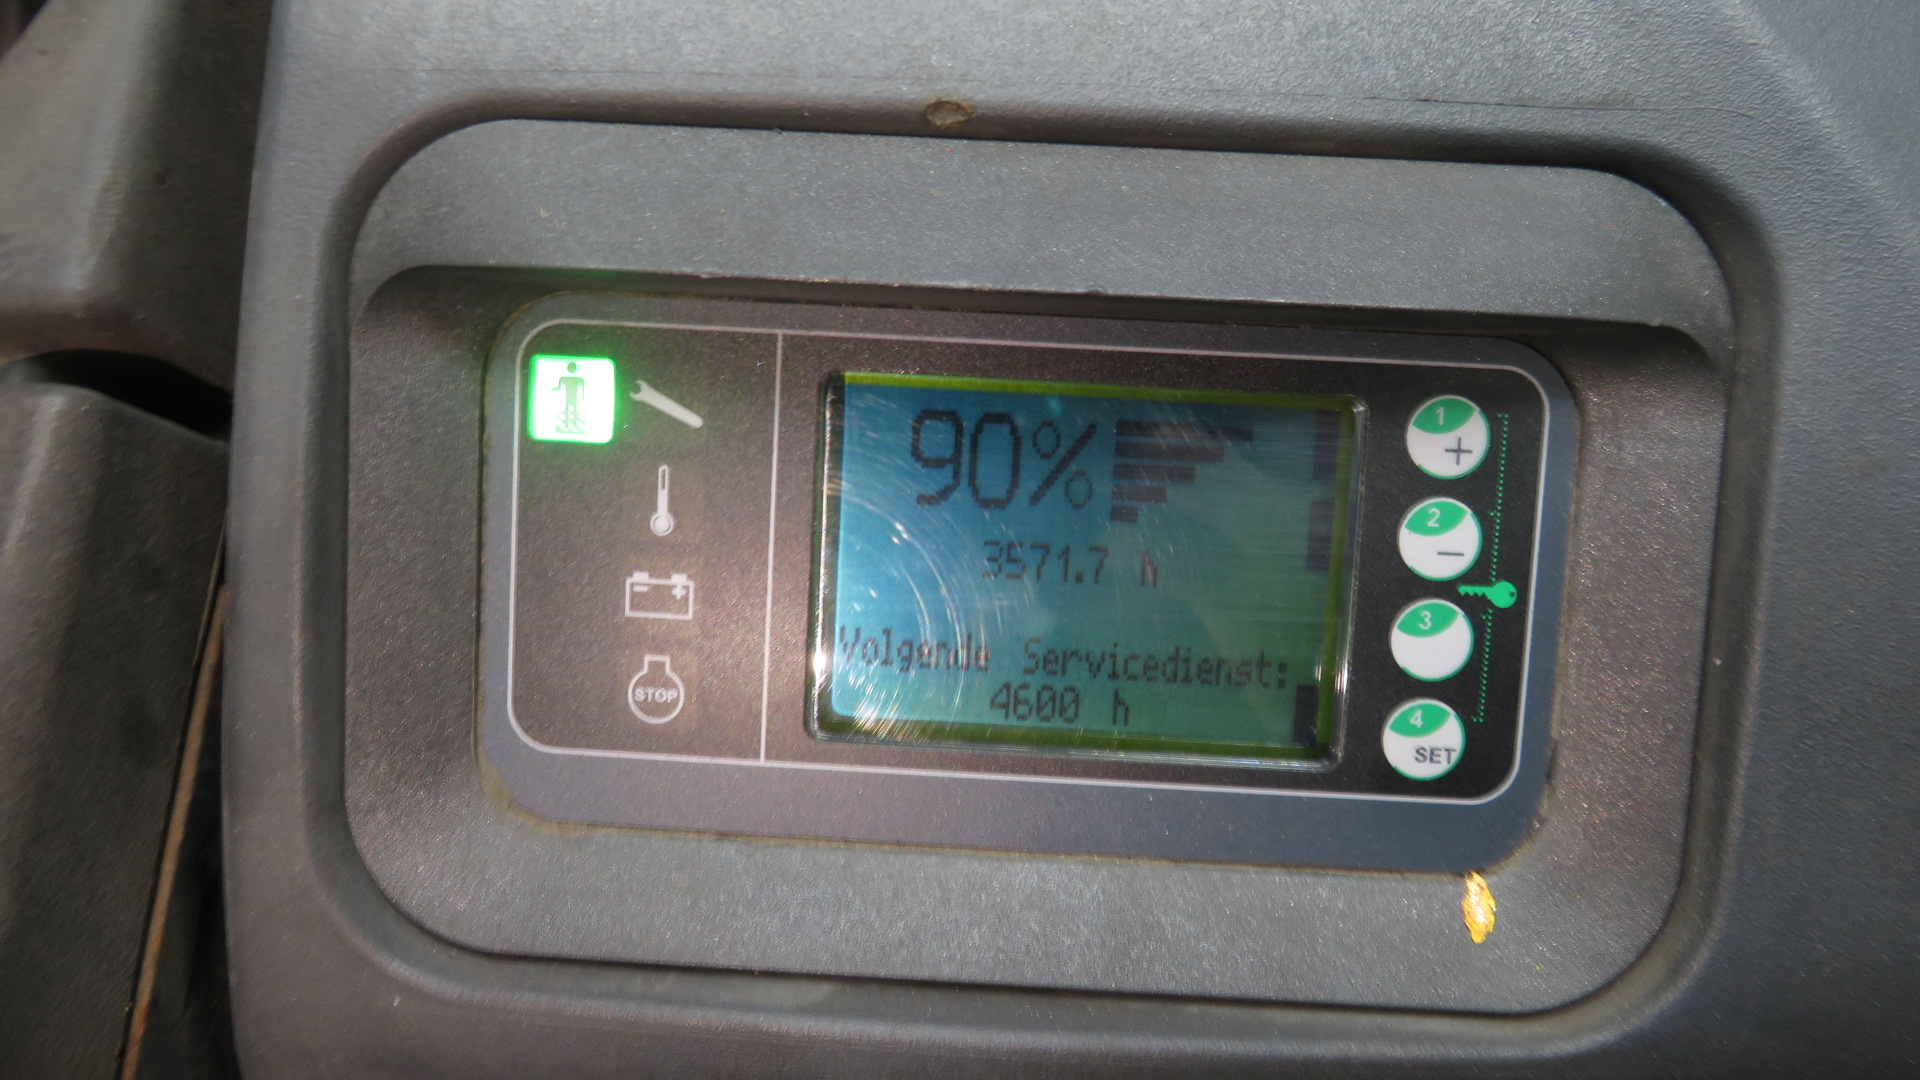 90%
3571.7 h
Volgende Servicedienst:
4600 h
STOP
1
+
2
−
3
4
SET